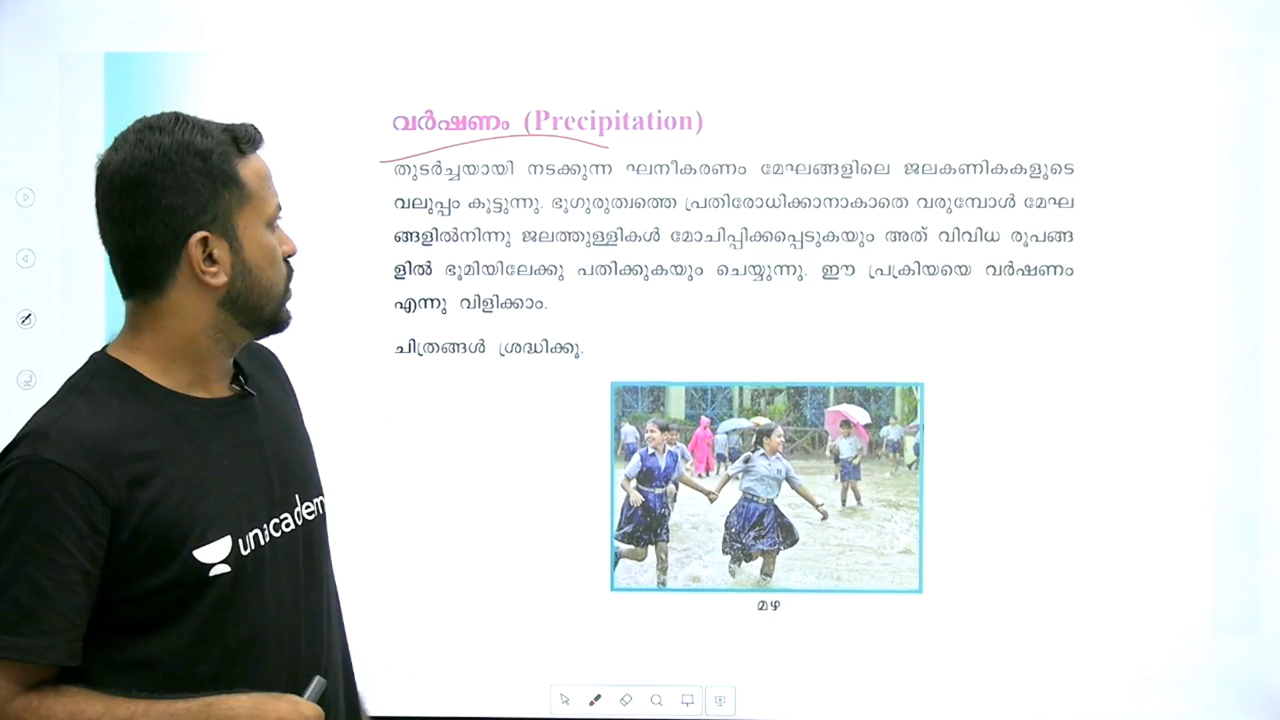 വർഷണം (Precipitation)
തുടർച്ചയായി നടക്കുന്ന ഘനീകരണം മേഘങ്ങളിലെ ജലകണികകളുടെ
വലുപ്പം കൂട്ടുന്നു. ഭൂഗുരുത്വത്തെ പ്രതിരോധിക്കാനാകാതെ വരുമ്പോൾ മേഘ
ങ്ങളിൽനിന്നു ജലത്തുള്ളികൾ മോചിപ്പിക്കപ്പെടുകയും അത് വിവിധ രൂപങ്ങ
ളിൽ ഭൂമിയിലേക്കു പതിക്കുകയും ചെയ്യുന്നു. ഈ പ്രക്രിയയെ വർഷണം
എന്നു വിളിക്കാം.
ചിത്രങ്ങൾ ശ്രദ്ധിക്കൂ.
മഴ
unacadem